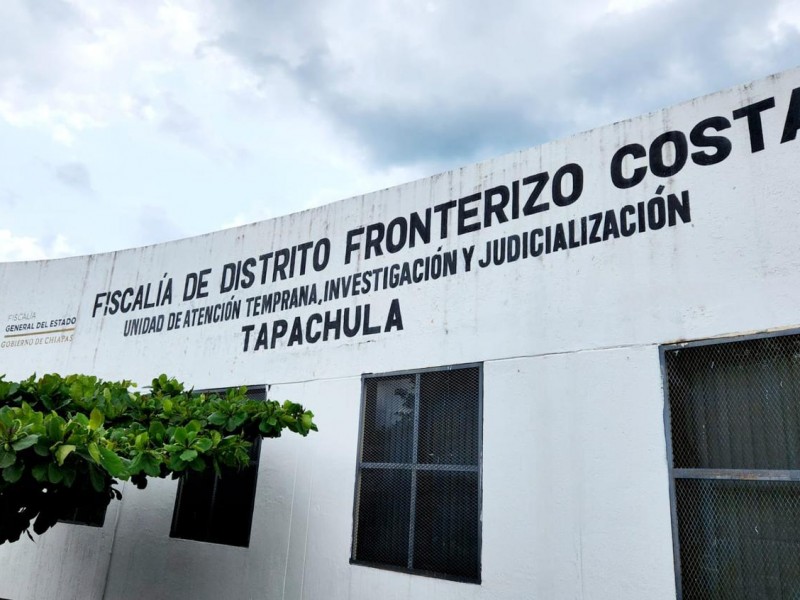 FISCALÍA DE DISTRITO FRONTERIZO COSTA
UNIDAD DE ATENCIÓN TEMPRANA, INVESTIGACIÓN Y JUDICIALIZACIÓN
TAPACHULA
FISCALÍA
GENERAL DEL ESTADO
GOBIERNO DE CHIAPAS